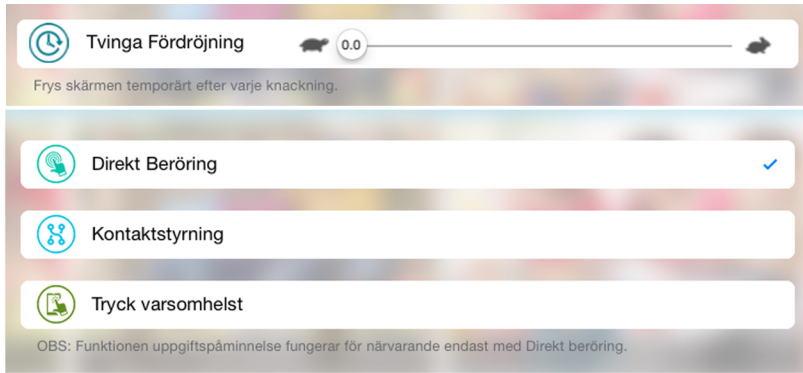 Tvinga Fördröjning
0.0
Frys skärmen temporärt efter varje knackning.
Direkt Beröring
Kontaktstyrning
Tryck varsomhelst
OBS: Funktionen uppgiftspåminnelse fungerar för närvarande endast med Direkt beröring.